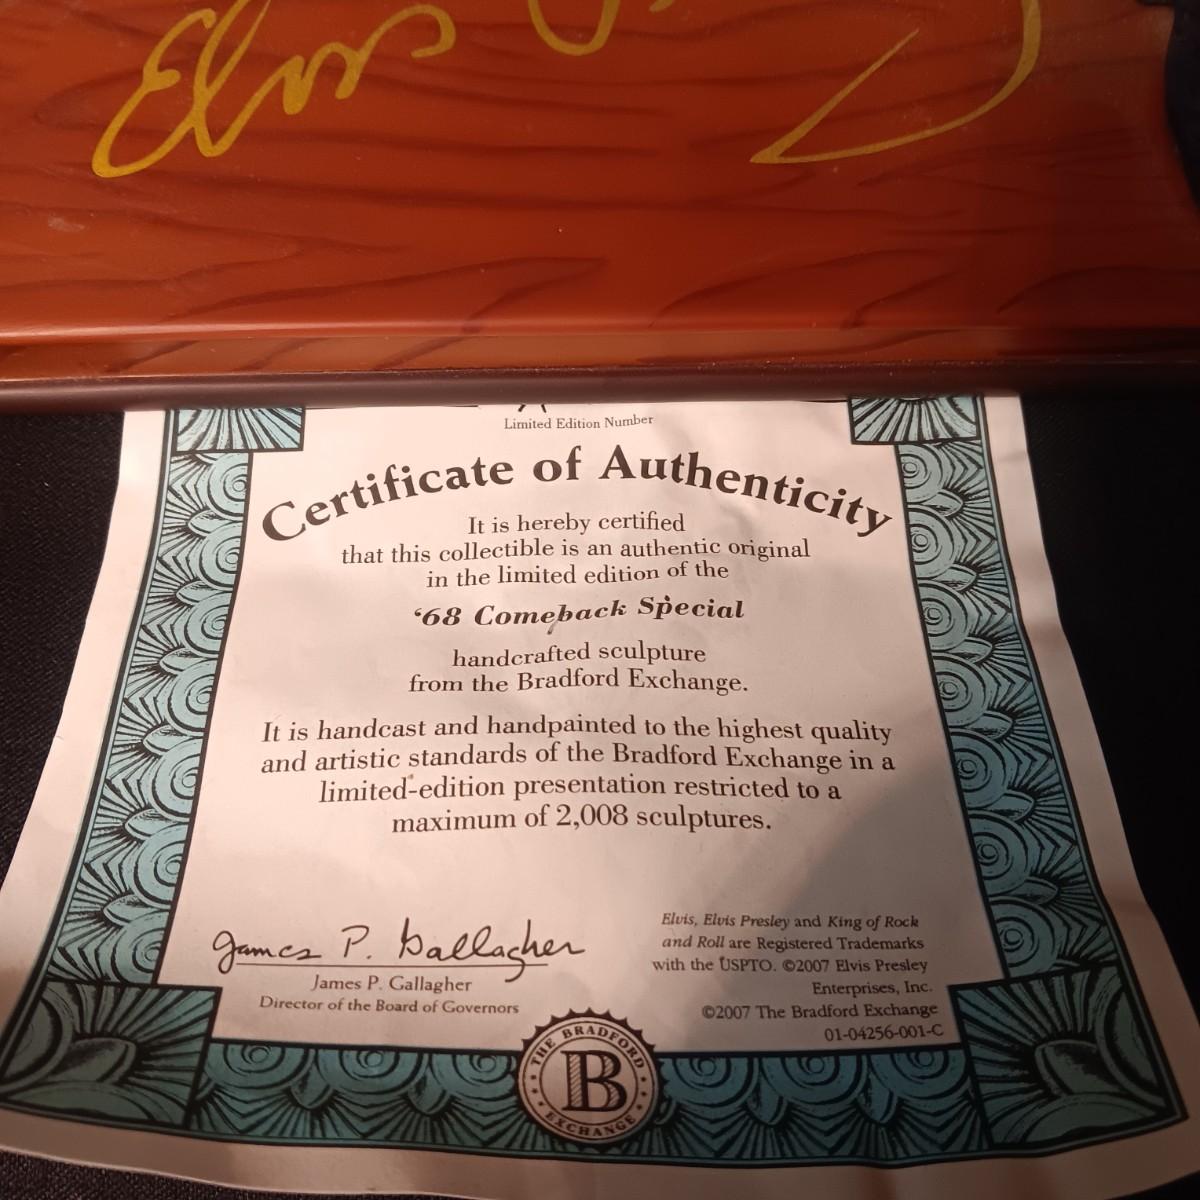 Elvis
Limited Edition Number
Certificate of Authenticity
It is hereby certified
that this collectible is an authentic original
in the limited edition of the
‘68 Comeback Special
handcrafted sculpture
from the Bradford Exchange.
It is handcast and handpainted to the highest quality
and artistic standards of the Bradford Exchange in a
limited-edition presentation restricted to a
maximum of 2,008 sculptures.
James P. Gallagher
James P. Gallagher
Director of the Board of Governors
Elvis, Elvis Presley and King of Rock
and Roll are Registered Trademarks
with the USPTO. ©2007 Elvis Presley
Enterprises, Inc.
©2007 The Bradford Exchange
01-04256-001-C
THE BRADFORD
B
EXCHANGE